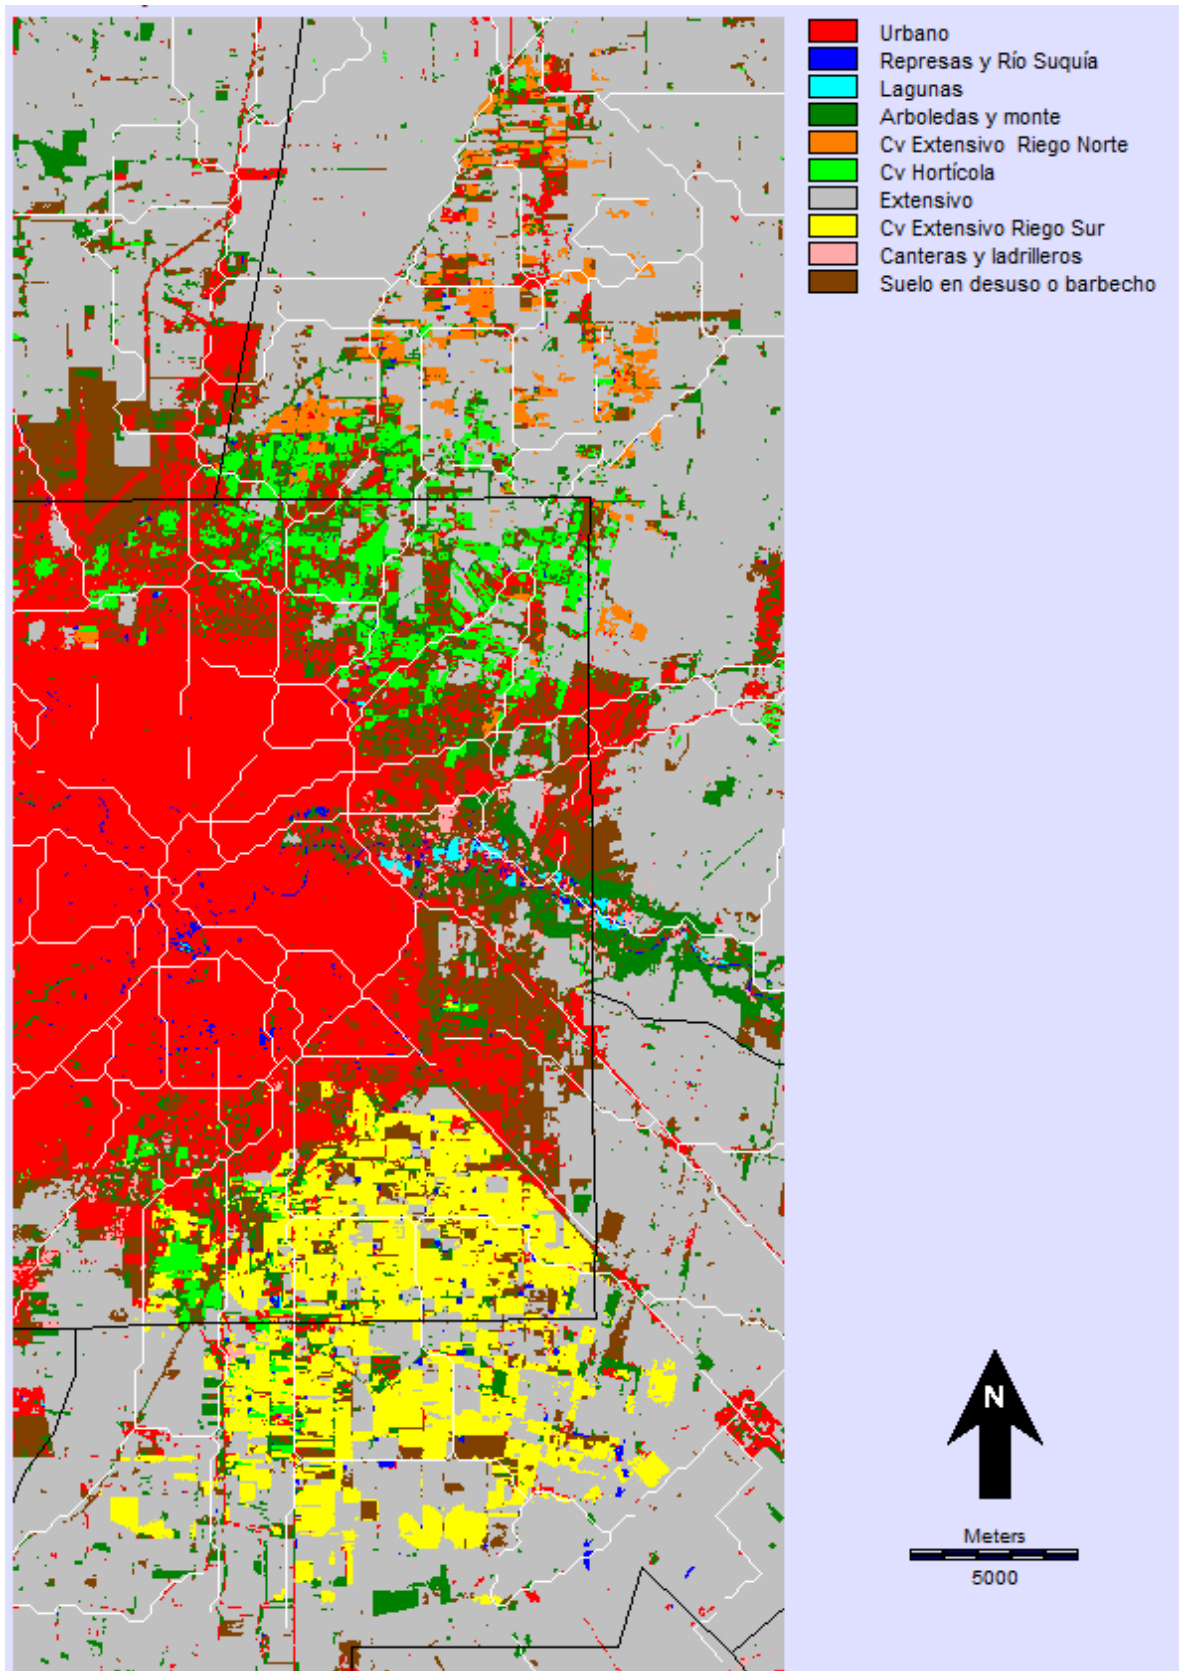 Urbano
Represas y Río Suquía
Lagunas
Arboledas y monte
Cv Extensivo Riego Norte
Cv Hortícola
Extensivo
Cv Extensivo Riego Sur
Canteras y ladrilleros
Suelo en desuso o barbecho
N
Meters
5000